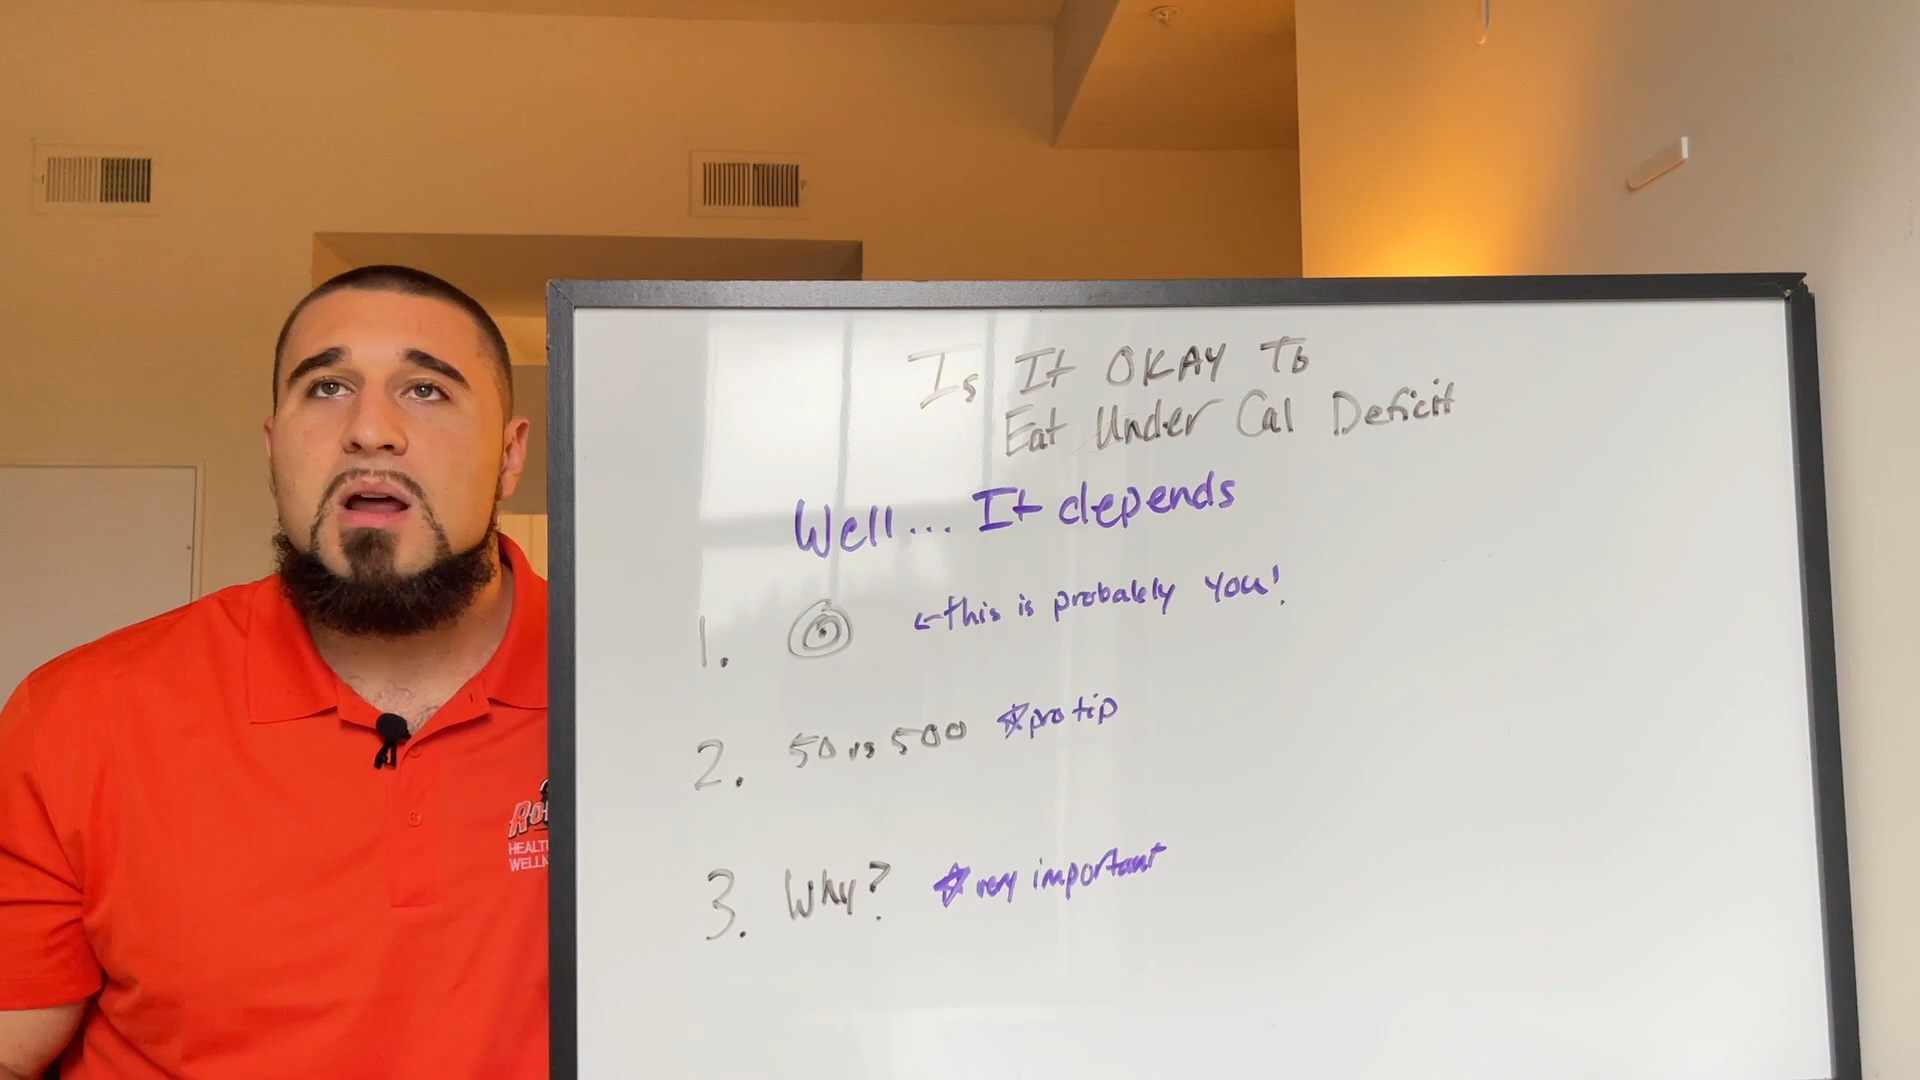 Is It OKAY To
Eat Under Cal Deficit
Well... It depends
1. ←this is probably You!
2. 50 vs 500 ☆pro tip
3. Why? ☆very important
HEALTH